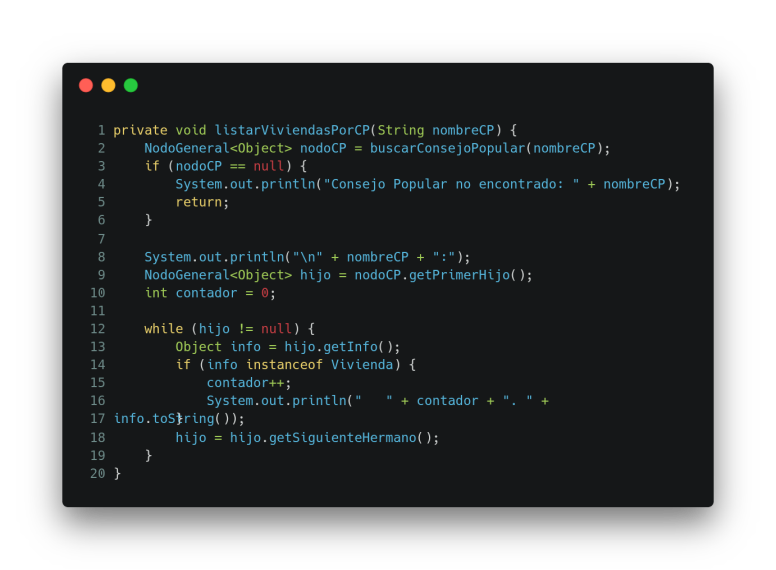 1 private void listarViviendasPorCP(String nombreCP) {
2     NodoGeneral<Object> nodoCP = buscarConsejoPopular(nombreCP);
3     if (nodoCP == null) {
4         System.out.println("Consejo Popular no encontrado: " + nombreCP);
5         return;
6     }
7
8     System.out.println("\n" + nombreCP + ":");
9     NodoGeneral<Object> hijo = nodoCP.getPrimerHijo();
10     int contador = 0;
11
12     while (hijo != null) {
13         Object info = hijo.getInfo();
14         if (info instanceof Vivienda) {
15             contador++;
16             System.out.println("   " + contador + ". " +
info.toString());
17         }
18         hijo = hijo.getSiguienteHermano();
19     }
20 }